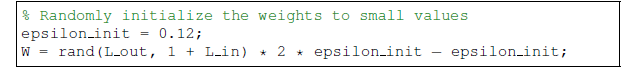 % Randomly initialize the weights to small values
epsilon_init = 0.12;
W = rand(L_out, 1 + L_in) * 2 * epsilon_init − epsilon_init;